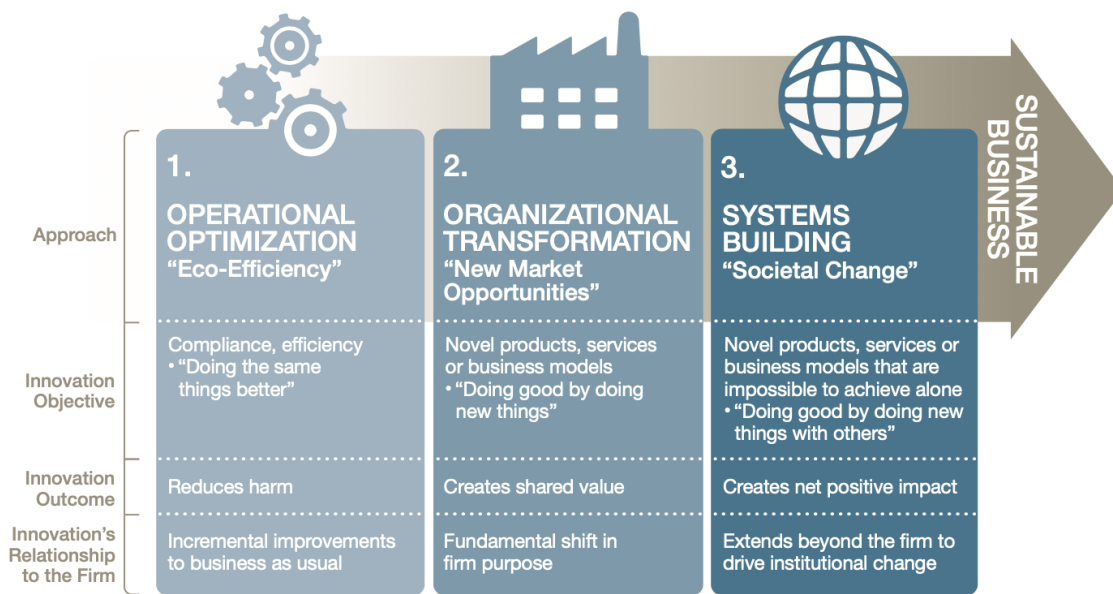 SUSTAINABLE
BUSINESS
Approach
1.
OPERATIONAL
OPTIMIZATION
“Eco-Efficiency”
2.
ORGANIZATIONAL
TRANSFORMATION
“New Market
Opportunities”
3.
SYSTEMS
BUILDING
“Societal Change”
Innovation
Objective
Compliance, efficiency
• “Doing the same
things better”
Novel products, services
or business models
• “Doing good by doing
new things”
Novel products, services or
business models that are
impossible to achieve alone
• “Doing good by doing new
things with others”
Innovation
Outcome
Reduces harm
Creates shared value
Creates net positive impact
Innovation’s
Relationship
to the Firm
Incremental improvements
to business as usual
Fundamental shift in
firm purpose
Extends beyond the firm to
drive institutional change